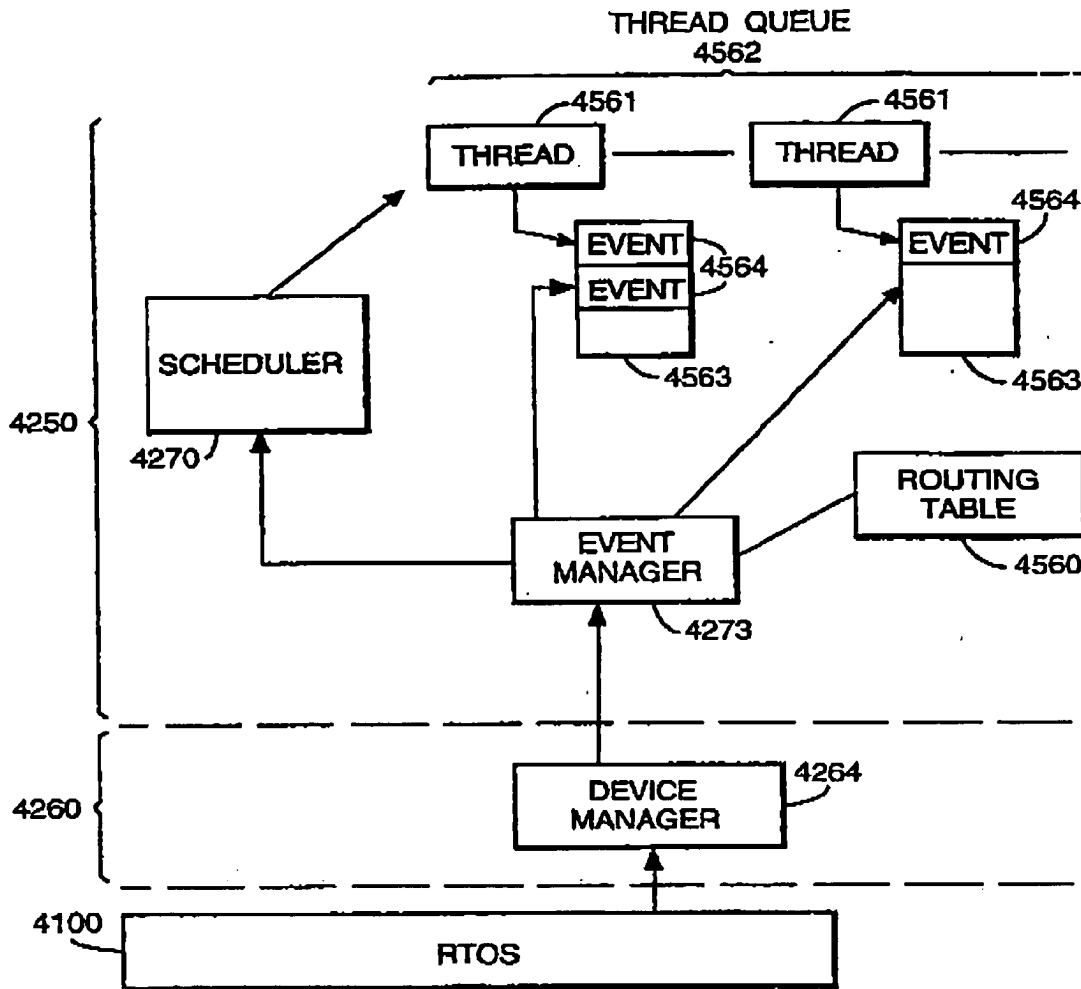 THREAD QUEUE
4562
4561
4561
THREAD
THREAD
4564
EVENT
4564
EVENT
EVENT
SCHEDULER
4563
4563
4250
4270
ROUTING
TABLE
EVENT
MANAGER
4560
4273
4264
DEVICE
MANAGER
4260
4100
RTOS